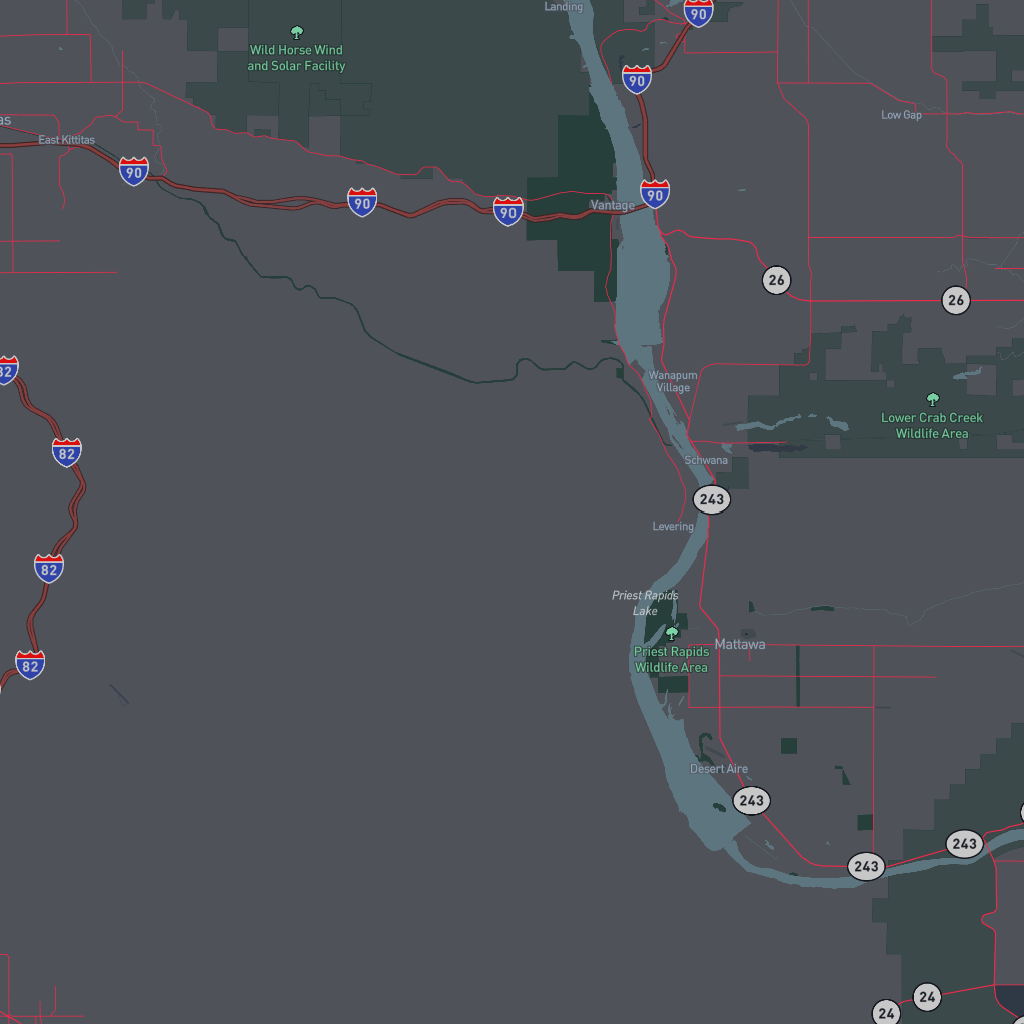 Landing
90
Wild Horse Wind
and Solar Facility
90
Low Gap
as
East Kittitas
90
90
90
90
Vantage
26
26
82
Wanapum
Village
Lower Crab Creek
Wildlife Area
82
Schwana
243
Levering
82
Priest Rapids
Lake
Mattawa
Priest Rapids
Wildlife Area
82
Desert Aire
243
243
243
24
24